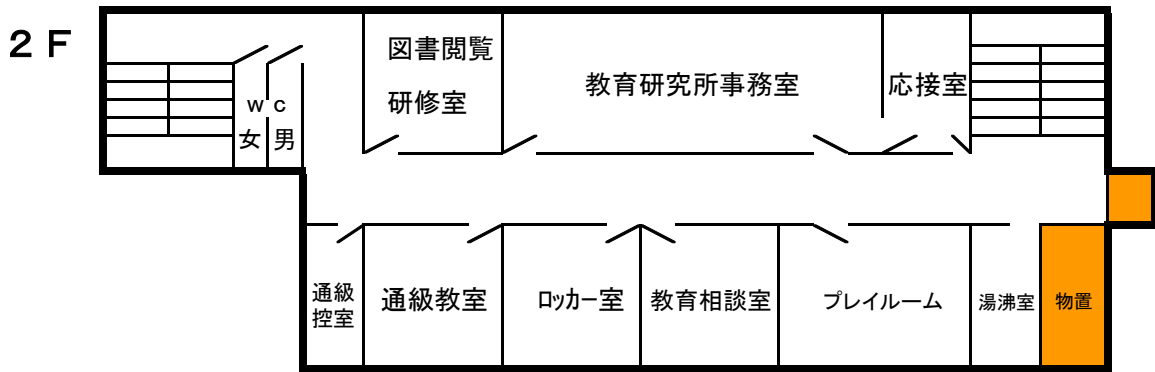 ２Ｆ
図書閲覧
研修室
教育研究所事務室
応接室
ｗｃ
女 男
通級
控室
通級教室
ﾛｯｶｰ室
教育相談室
プレイルーム
湯沸室
物置